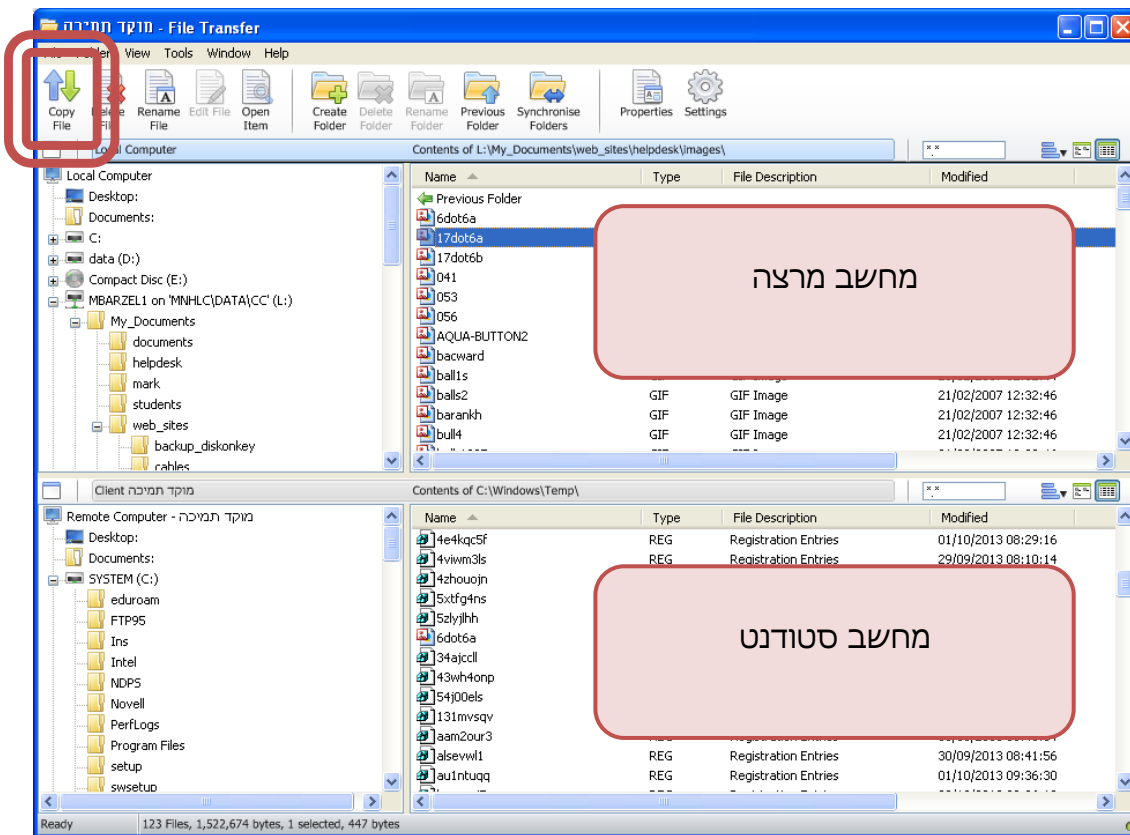 מוקד תמיכה - File Transfer
File Folder View Tools Window Help
Copy File
Delete File
Rename File
Edit File
Open Item
Create Folder
Delete Folder
Rename Folder
Previous Folder
Synchronise Folders
Properties
Settings
Local Computer
Contents of L:\My_Documents\web_sites\helpdesk\images\
*.*
Local Computer
Desktop:
Documents:
C:
data (D:)
Compact Disc (E:)
MBARZEL1 on 'MNHLC\DATA\CC' (L:)
My_Documents
documents
helpdesk
mark
students
web_sites
backup_diskonkey
cables
Name Type File Description Modified
Previous Folder
6dot6a
17dot6a
17dot6b
041
053
056
AQUA-BUTTON2
bacward
ball1s
balls2 GIF GIF Image 21/02/2007 12:32:46
barankh GIF GIF Image 21/02/2007 12:32:46
bull4 GIF GIF Image 21/02/2007 12:32:46
מחשב מרצה
Client מוקד תמיכה
Contents of C:\Windows\Temp\
*.*
Remote Computer - מוקד תמיכה
Desktop:
Documents:
SYSTEM (C:)
eduroam
FTP95
Ins
Intel
NDPS
Novell
PerfLogs
Program Files
setup
swsetup
Name Type File Description Modified
4e4kqc5f REG Registration Entries 01/10/2013 08:29:16
4viwm3ls REG Registration Entries 29/09/2013 08:10:14
4zhouojn
5xtfg4ns
5zlyjlhh
6dot6a
34ajccll
43wh4onp
54j00els
131mvsqv
aam2our3
alsevwl1 REG Registration Entries 30/09/2013 08:41:56
au1ntuqq REG Registration Entries 01/10/2013 09:36:30
מחשב סטודנט
Ready 123 Files, 1,522,674 bytes, 1 selected, 447 bytes